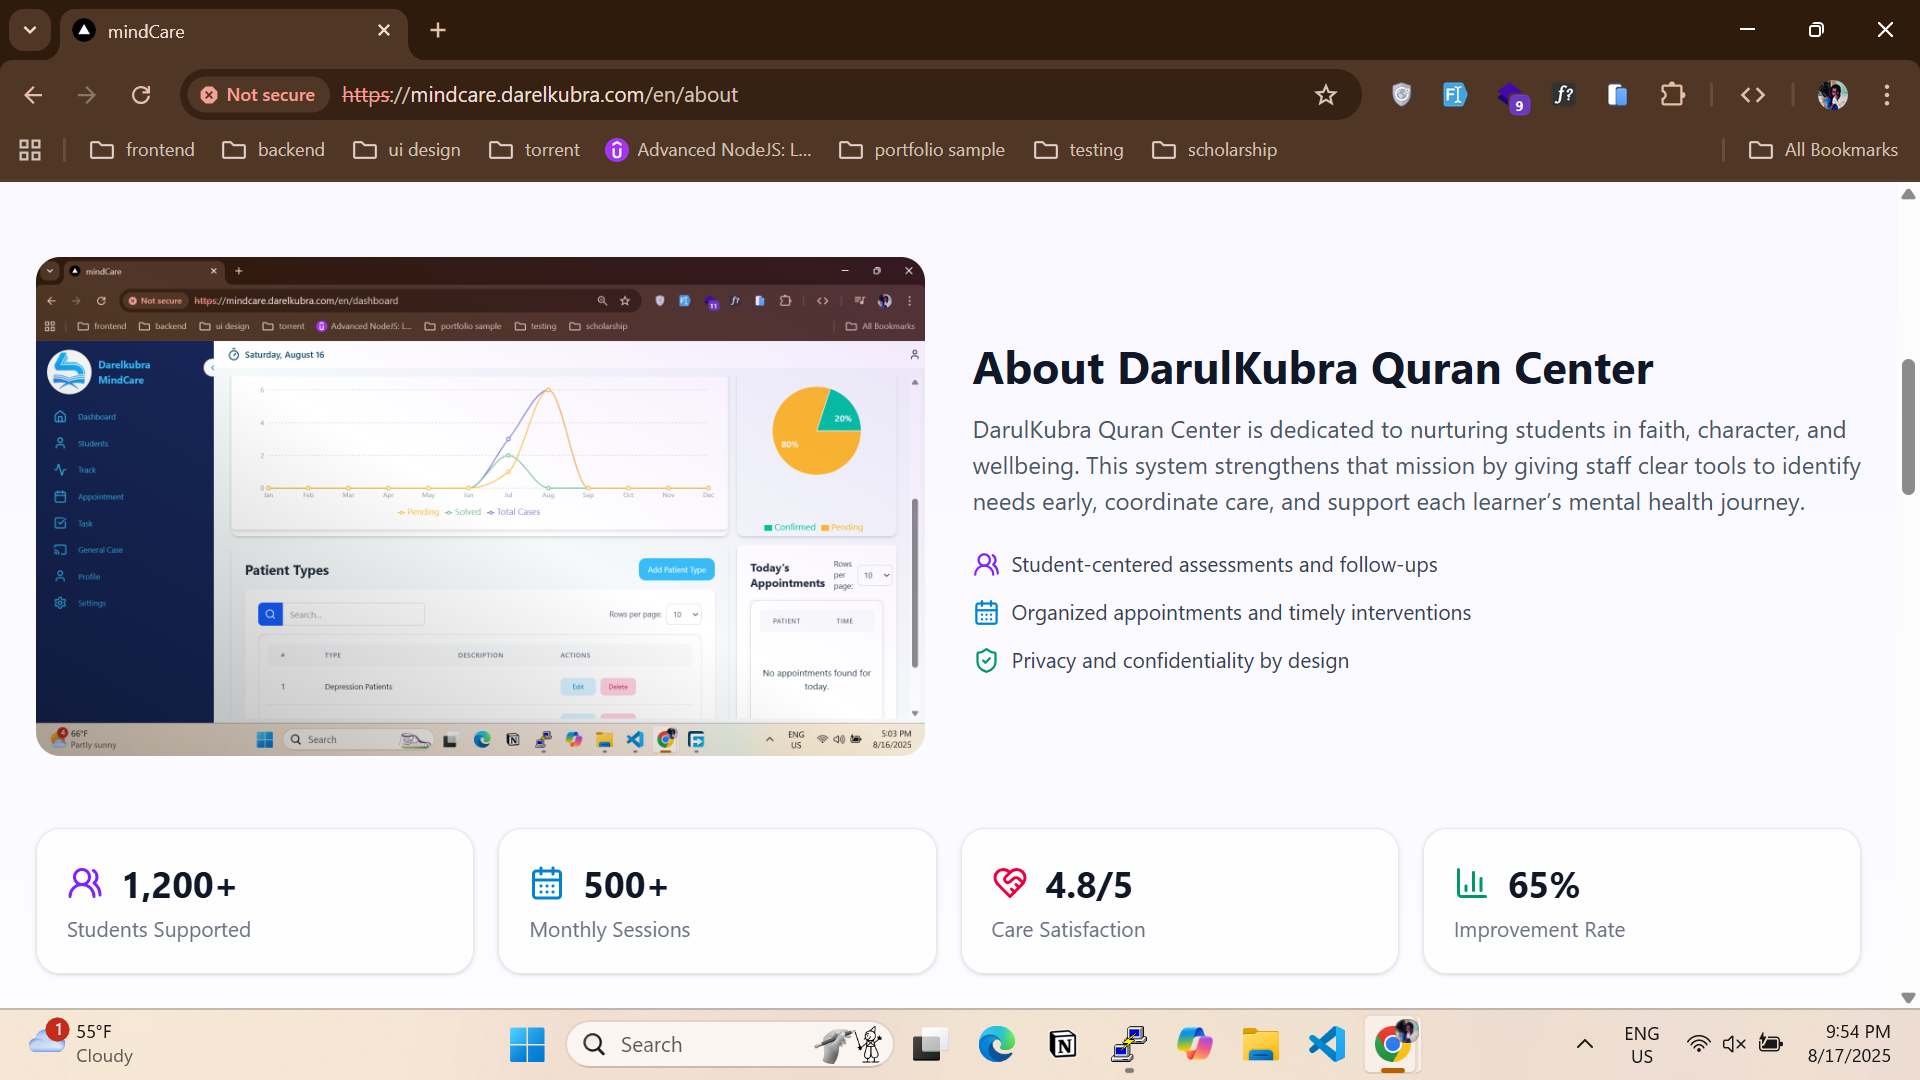 mindCare
Not secure
https://mindcare.darelkubra.com/en/about
9
f?
frontend
backend
ui design
torrent
Advanced NodeJS: L...
portfolio sample
testing
scholarship
All Bookmarks
mindCare
Not secure
https://mindcare.darelkubra.com/en/dashboard
11
f?
frontend
backend
ui design
torrent
Advanced NodeJS: L...
portfolio sample
testing
scholarship
All Bookmarks
Darelkubra
MindCare
Dashboard
Students
Track
Appointment
Task
General Case
Profile
Settings
Saturday, August 16
6
4
2
0
Jan Feb Mar Apr May Jun Jul Aug Sep Oct Nov Dec
Pending Solved Total Cases
20%
80%
Confirmed Pending
Patient Types
Add Patient Type
Search...
Rows per page: 10
# TYPE DESCRIPTION ACTIONS
1 Depression Patients Edit Delete
Today's
Appointments
Rows
per
page:
10
PATIENT TIME
No appointments found for
today.
4
66°F
Partly sunny
Search
ENG
US
5:03 PM
8/16/2025
About DarulKubra Quran Center
DarulKubra Quran Center is dedicated to nurturing students in faith, character, and
wellbeing. This system strengthens that mission by giving staff clear tools to identify
needs early, coordinate care, and support each learner’s mental health journey.
Student-centered assessments and follow-ups
Organized appointments and timely interventions
Privacy and confidentiality by design
1,200+
Students Supported
500+
Monthly Sessions
4.8/5
Care Satisfaction
65%
Improvement Rate
1
55°F
Cloudy
Search
ENG
US
9:54 PM
8/17/2025